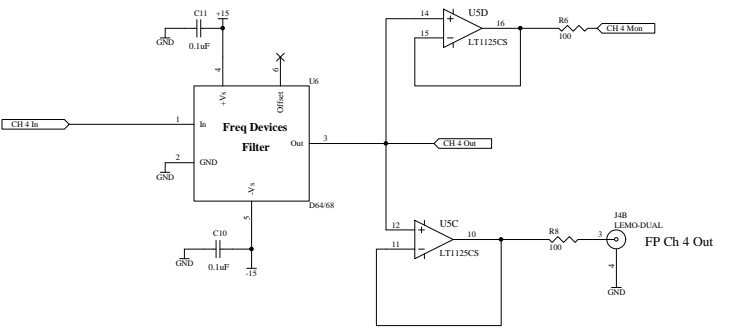 C11
+15
GND
0.1uF
4
6
+Vs
Offset
U6
CH 4 In
1
In
Freq Devices
Filter
Out
3
2
GND
GND
-Vs
D64/68
5
C10
GND
0.1uF
-15
14
15
+
−
U5D
16
LT1125CS
R6
100
CH 4 Mon
CH 4 Out
12
11
+
−
U5C
10
LT1125CS
R8
100
J4B
LEMO-DUAL
3
FP Ch 4 Out
4
GND